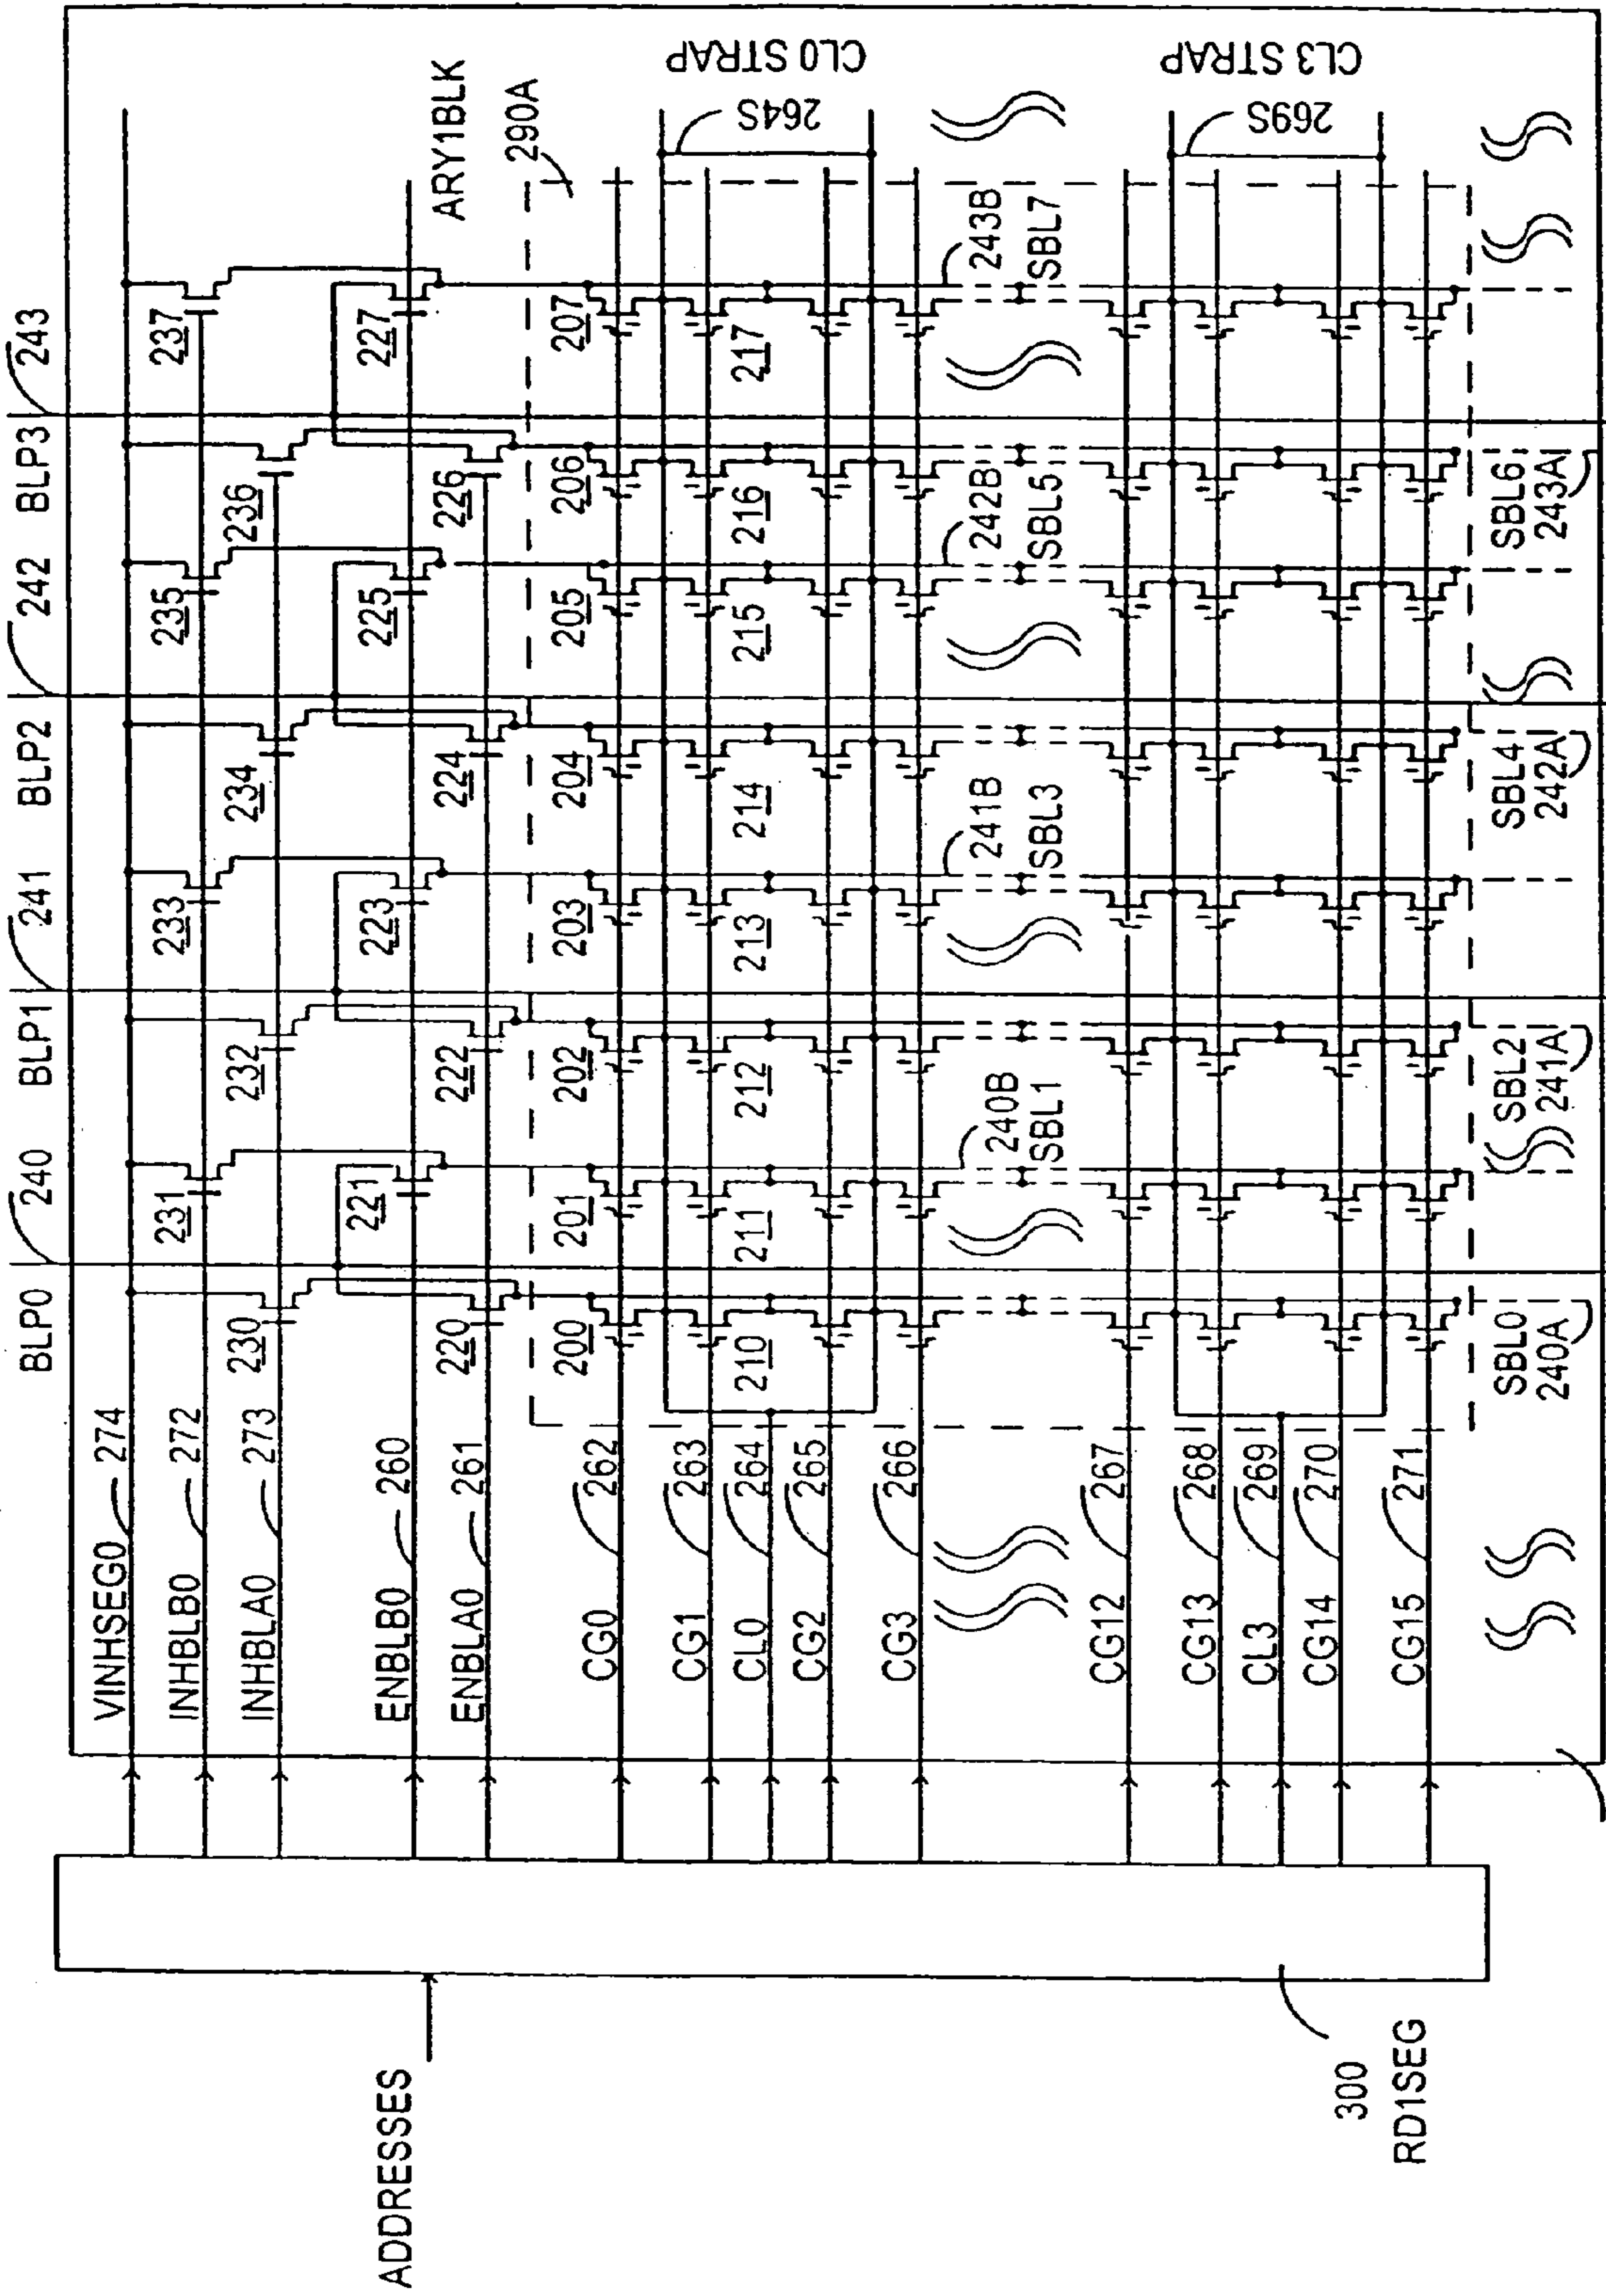 BLP0 240 BLP1 241 BLP2 242 BLP3 243
VINHSEG0 274
INHBLB0 272
INHBLA0 273
ENBLB0 260
ENBLA0 261
231 233 235 237
230 232 234 236
221 223 225 227
220 222 224 226
ARY1BLK
290A
200 201 202 203 204 205 206 207
CG0 262
CG1 263
CL0 264
CG2 265
CG3 266
210 211 212 213 214 215 216 217
264S
CL0 STRAP
240B
SBL1
241B
SBL3
242B
SBL5
243B
SBL7
CG12 267
CG13 268
CL3 269
CG14 270
CG15 271
269S
CL3 STRAP
SBL0
240A
SBL2
241A
SBL4
242A
SBL6
243A
ADDRESSES
300
RD1SEG